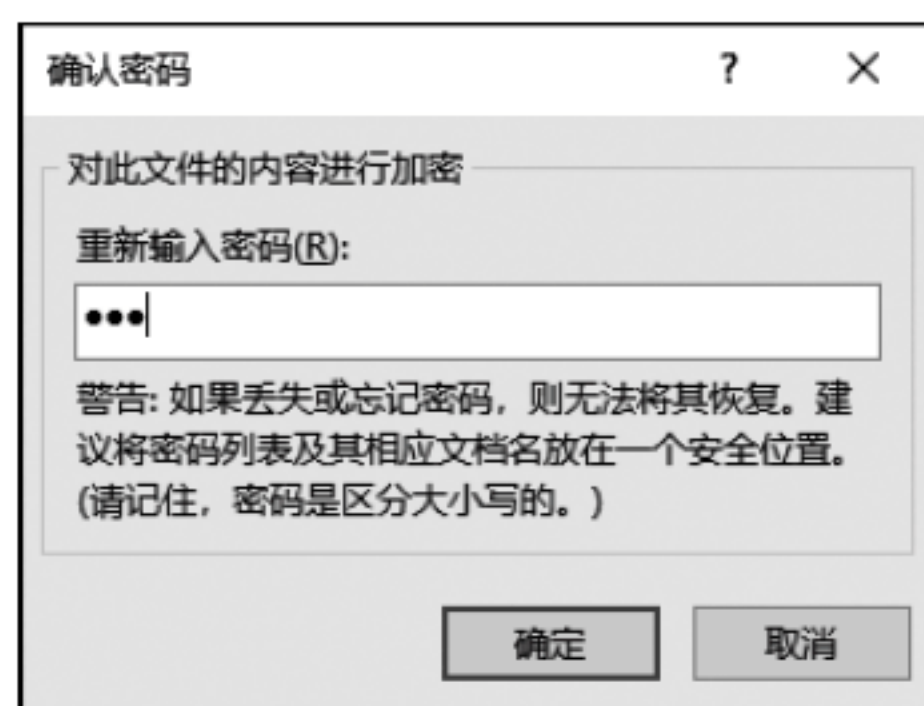 确认密码 ? ×
对此文件的内容进行加密
重新输入密码(R):
•••
警告: 如果丢失或忘记密码，则无法将其恢复。建
议将密码列表及其相应文档名放在一个安全位置。
(请记住，密码是区分大小写的。)
确定 取消